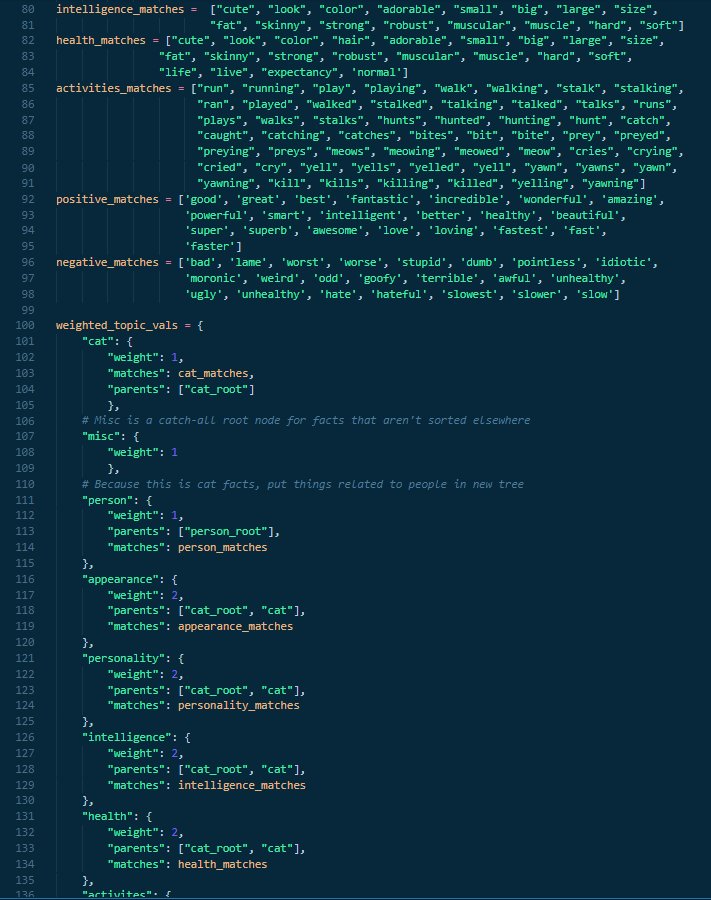 80 intelligence_matches =  ["cute", "look", "color", "adorable", "small", "big", "large", "size",
81 "fat", "skinny", "strong", "robust", "muscular", "muscle", "hard", "soft"]
82 health_matches = ["cute", "look", "color", "hair", "adorable", "small", "big", "large", "size",
83 "fat", "skinny", "strong", "robust", "muscular", "muscle", "hard", "soft",
84 "life", "live", "expectancy", 'normal']
85 activities_matches = ["run", "running", "play", "playing", "walk", "walking", "stalk", "stalking",
86 "ran", "played", "walked", "stalked", "talking", "talked", "talks", "runs",
87 "plays", "walks", "stalks", "hunts", "hunted", "hunting", "hunt", "catch",
88 "caught", "catching", "catches", "bites", "bit", "bite", "prey", "preyed",
89 "preying", "preys", "meows", "meowing", "meowed", "meow", "cries", "crying",
90 "cried", "cry", "yell", "yells", "yelled", "yell", "yawn", "yawns", "yawn",
91 "yawning", "kill", "kills", "killing", "killed", "yelling", "yawning"]
92 positive_matches = ['good', 'great', 'best', 'fantastic', 'incredible', 'wonderful', 'amazing',
93 'powerful', 'smart', 'intelligent', 'better', 'healthy', 'beautiful',
94 'super', 'superb', 'awesome', 'love', 'loving', 'fastest', 'fast',
95 'faster']
96 negative_matches = ['bad', 'lame', 'worst', 'worse', 'stupid', 'dumb', 'pointless', 'idiotic',
97 'moronic', 'weird', 'odd', 'goofy', 'terrible', 'awful', 'unhealthy',
98 'ugly', 'unhealthy', 'hate', 'hateful', 'slowest', 'slower', 'slow']
99
100 weighted_topic_vals = {
101 "cat": {
102 "weight": 1,
103 "matches": cat_matches,
104 "parents": ["cat_root"]
105 },
106 # Misc is a catch-all root node for facts that aren't sorted elsewhere
107 "misc": {
108 "weight": 1
109 },
110 # Because this is cat facts, put things related to people in new tree
111 "person": {
112 "weight": 1,
113 "parents": ["person_root"],
114 "matches": person_matches
115 },
116 "appearance": {
117 "weight": 2,
118 "parents": ["cat_root", "cat"],
119 "matches": appearance_matches
120 },
121 "personality": {
122 "weight": 2,
123 "parents": ["cat_root", "cat"],
124 "matches": personality_matches
125 },
126 "intelligence": {
127 "weight": 2,
128 "parents": ["cat_root", "cat"],
129 "matches": intelligence_matches
130 },
131 "health": {
132 "weight": 2,
133 "parents": ["cat_root", "cat"],
134 "matches": health_matches
135 },
136 "activites": {